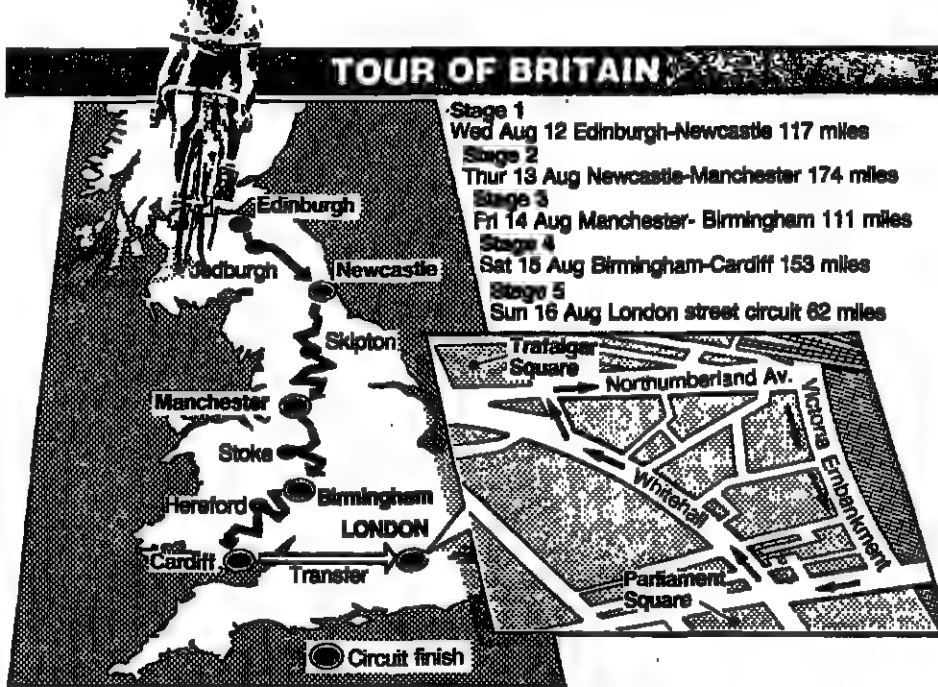 TOUR OF BRITAIN
Stage 1
Wed Aug 12 Edinburgh-Newcastle 117 miles
Stage 2
Thur 13 Aug Newcastle-Manchester 174 miles
Stage 3
Fri 14 Aug Manchester- Birmingham 111 miles
Stage 4
Sat 15 Aug Birmingham-Cardiff 153 miles
Stage 5
Sun 16 Aug London street circuit 62 miles
Edinburgh
Jedburgh
Newcastle
Skipton
Manchester
Stoke
Hereford
Birmingham
LONDON
Cardiff
Transfer
Circuit finish
Trafalgar
Square
Northumberland Av.
Victoria Embankment
Whitehall
Parliament
Square